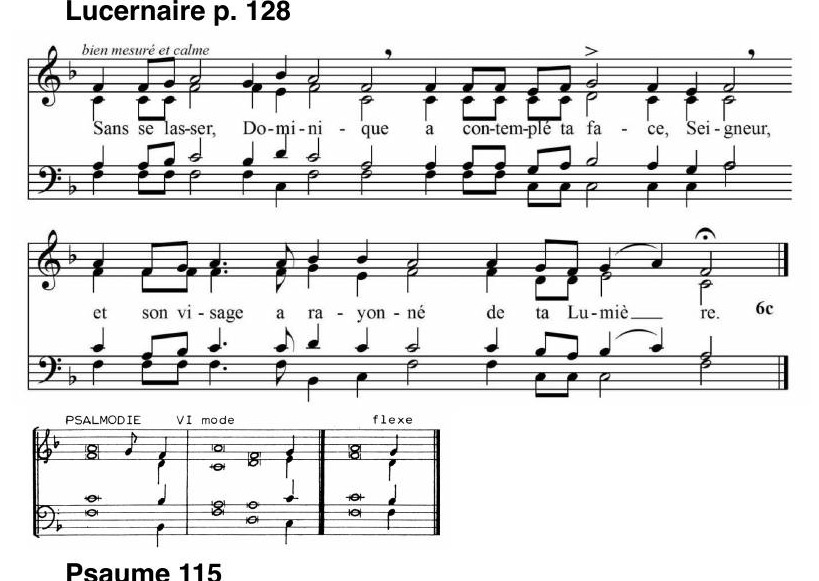 Lucernaire p. 128
bien mesuré et calme
Sans se las-ser, Do-mi-ni - que a con-tem-plé ta fa - ce, Sei-gneur,
et son vi-sage a ra - yon - né de ta Lu-miè___ re. 6c
PSALMODIE VI mode flexe
Psaume 115